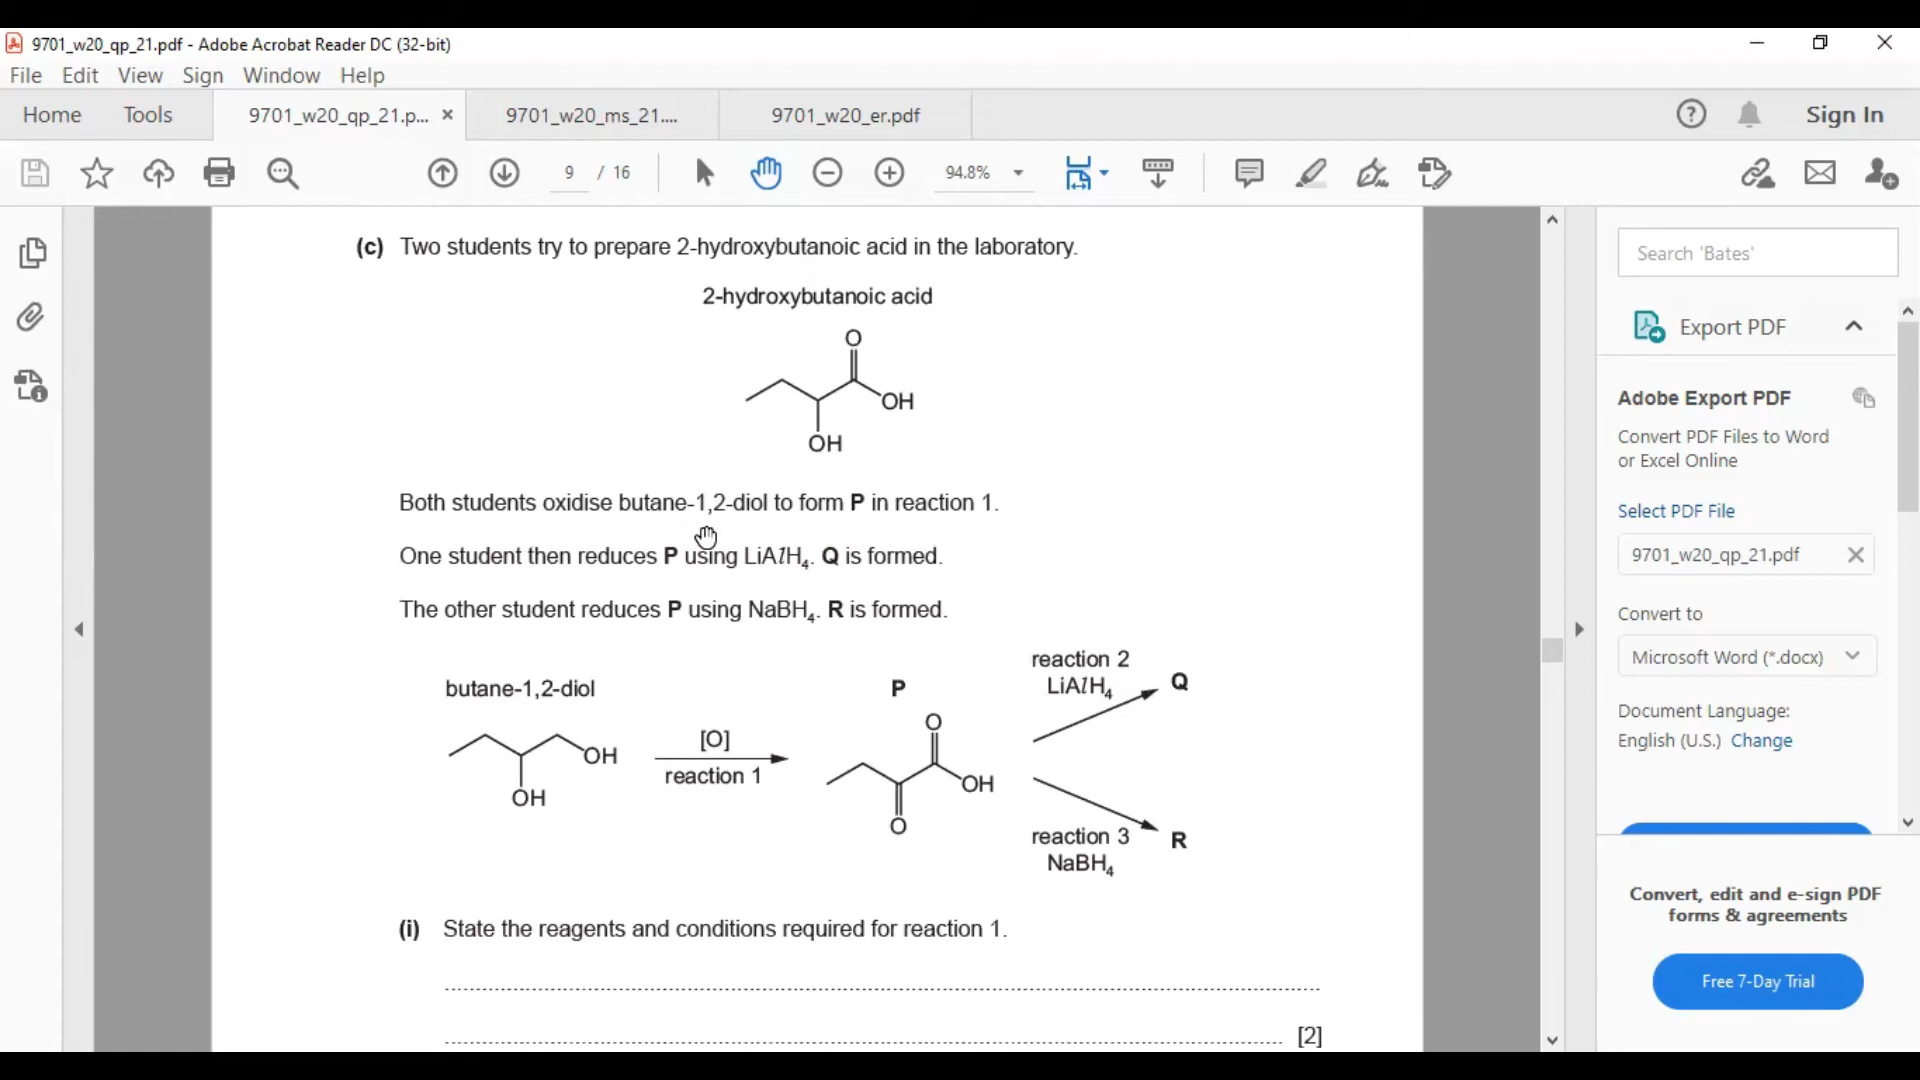 9701_w20_qp_21.pdf - Adobe Acrobat Reader DC (32-bit)
File Edit View Sign Window Help
Home Tools 9701_w20_qp_21.p... 9701_w20_ms_21.... 9701_w20_er.pdf Sign In
9 / 16 94.8%
(c) Two students try to prepare 2-hydroxybutanoic acid in the laboratory.
2-hydroxybutanoic acid
O
OH
OH
Both students oxidise butane-1,2-diol to form P in reaction 1.
One student then reduces P using LiAlH₄. Q is formed.
The other student reduces P using NaBH₄. R is formed.
reaction 2
LiAlH₄
Q
butane-1,2-diol
P
O
[O]
OH
reaction 1
OH
OH
O
reaction 3
NaBH₄
R
(i) State the reagents and conditions required for reaction 1.
[2]
Search 'Bates'
Export PDF
Adobe Export PDF
Convert PDF Files to Word
or Excel Online
Select PDF File
9701_w20_qp_21.pdf
Convert to
Microsoft Word (*.docx)
Document Language:
English (U.S.) Change
Convert, edit and e-sign PDF
forms & agreements
Free 7-Day Trial